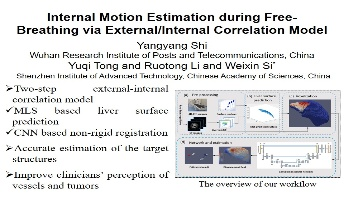 Internal Motion Estimation during Free-
Breathing via External/Internal Correlation Model
Yangyang Shi
Wuhan Research Institute of Posts and Telecommunications, China
Yuqi Tong and Ruotong Li and Weixin Si*
Shenzhen Institute of Advanced Technology, Chinese Academy of Sciences, China
➢Two-step external-internal
correlation model
✓MLS based liver surface
prediction
✓CNN based non-rigid registration
➢Accurate estimation of the target
structures
➢Improve clinicians' perception of
vessels and tumors
The overview of our workflow